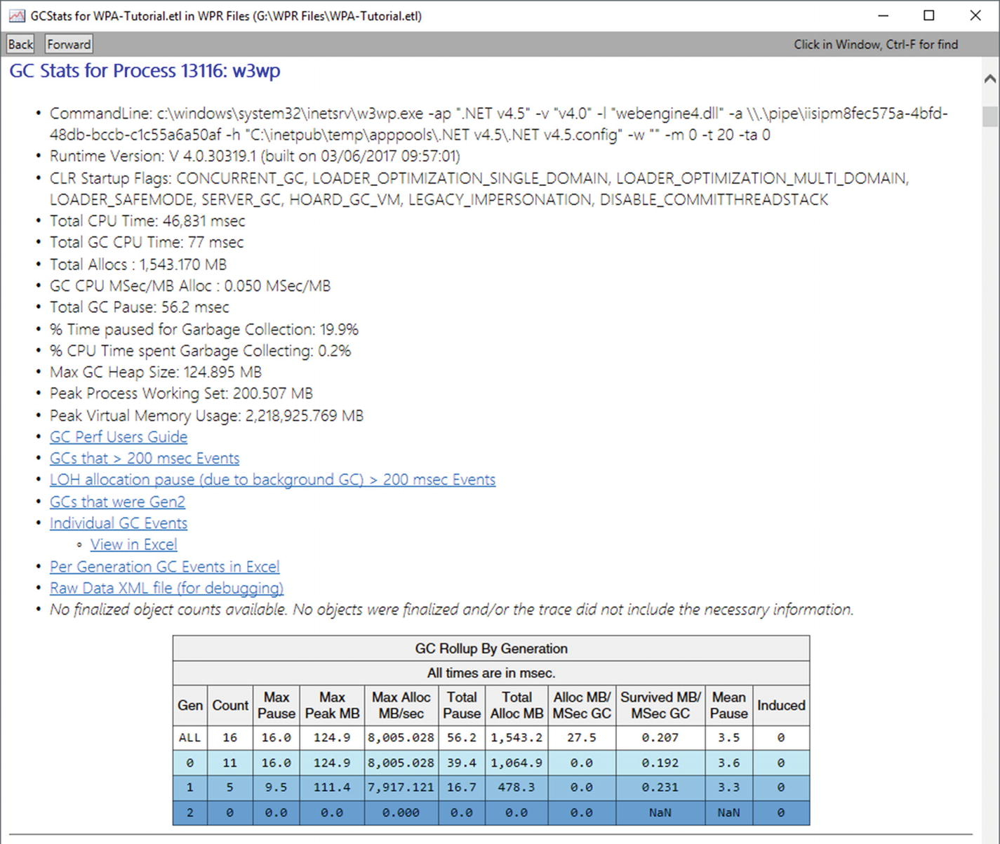 GCStats for WPA-Tutorial.etl in WPR Files (G:\WPR Files\WPA-Tutorial.etl)
Back Forward Click in Window, Ctrl-F for find
GC Stats for Process 13116: w3wp
• CommandLine: c:\windows\system32\inetsrv\w3wp.exe -ap ".NET v4.5" -v "v4.0" -l "webengine4.dll" -a \\.\pipe\iisipm8fec575a-4bfd-
48db-bccb-c1c55a6a50af -h "C:\inetpub\temp\apppools\.NET v4.5\.NET v4.5.config" -w "" -m 0 -t 20 -ta 0
• Runtime Version: V 4.0.30319.1 (built on 03/06/2017 09:57:01)
• CLR Startup Flags: CONCURRENT_GC, LOADER_OPTIMIZATION_SINGLE_DOMAIN, LOADER_OPTIMIZATION_MULTI_DOMAIN,
LOADER_SAFEMODE, SERVER_GC, HOARD_GC_VM, LEGACY_IMPERSONATION, DISABLE_COMMITTHREADSTACK
• Total CPU Time: 46,831 msec
• Total GC CPU Time: 77 msec
• Total Allocs : 1,543.170 MB
• GC CPU MSec/MB Alloc : 0.050 MSec/MB
• Total GC Pause: 56.2 msec
• % Time paused for Garbage Collection: 19.9%
• % CPU Time spent Garbage Collecting: 0.2%
• Max GC Heap Size: 124.895 MB
• Peak Process Working Set: 200.507 MB
• Peak Virtual Memory Usage: 2,218,925.769 MB
• GC Perf Users Guide
• GCs that > 200 msec Events
• LOH allocation pause (due to background GC) > 200 msec Events
• GCs that were Gen2
• Individual GC Events
◦ View in Excel
• Per Generation GC Events in Excel
• Raw Data XML file (for debugging)
• No finalized object counts available. No objects were finalized and/or the trace did not include the necessary information.
GC Rollup By Generation
All times are in msec.
Gen Count Max Pause Max Peak MB Max Alloc MB/sec Total Pause Total Alloc MB Alloc MB/ MSec GC Survived MB/ MSec GC Mean Pause Induced
ALL 16 16.0 124.9 8,005.028 56.2 1,543.2 27.5 0.207 3.5 0
0 11 16.0 124.9 8,005.028 39.4 1,064.9 0.0 0.192 3.6 0
1 5 9.5 111.4 7,917.121 16.7 478.3 0.0 0.231 3.3 0
2 0 0.0 0.0 0.000 0.0 0.0 0.0 NaN NaN 0